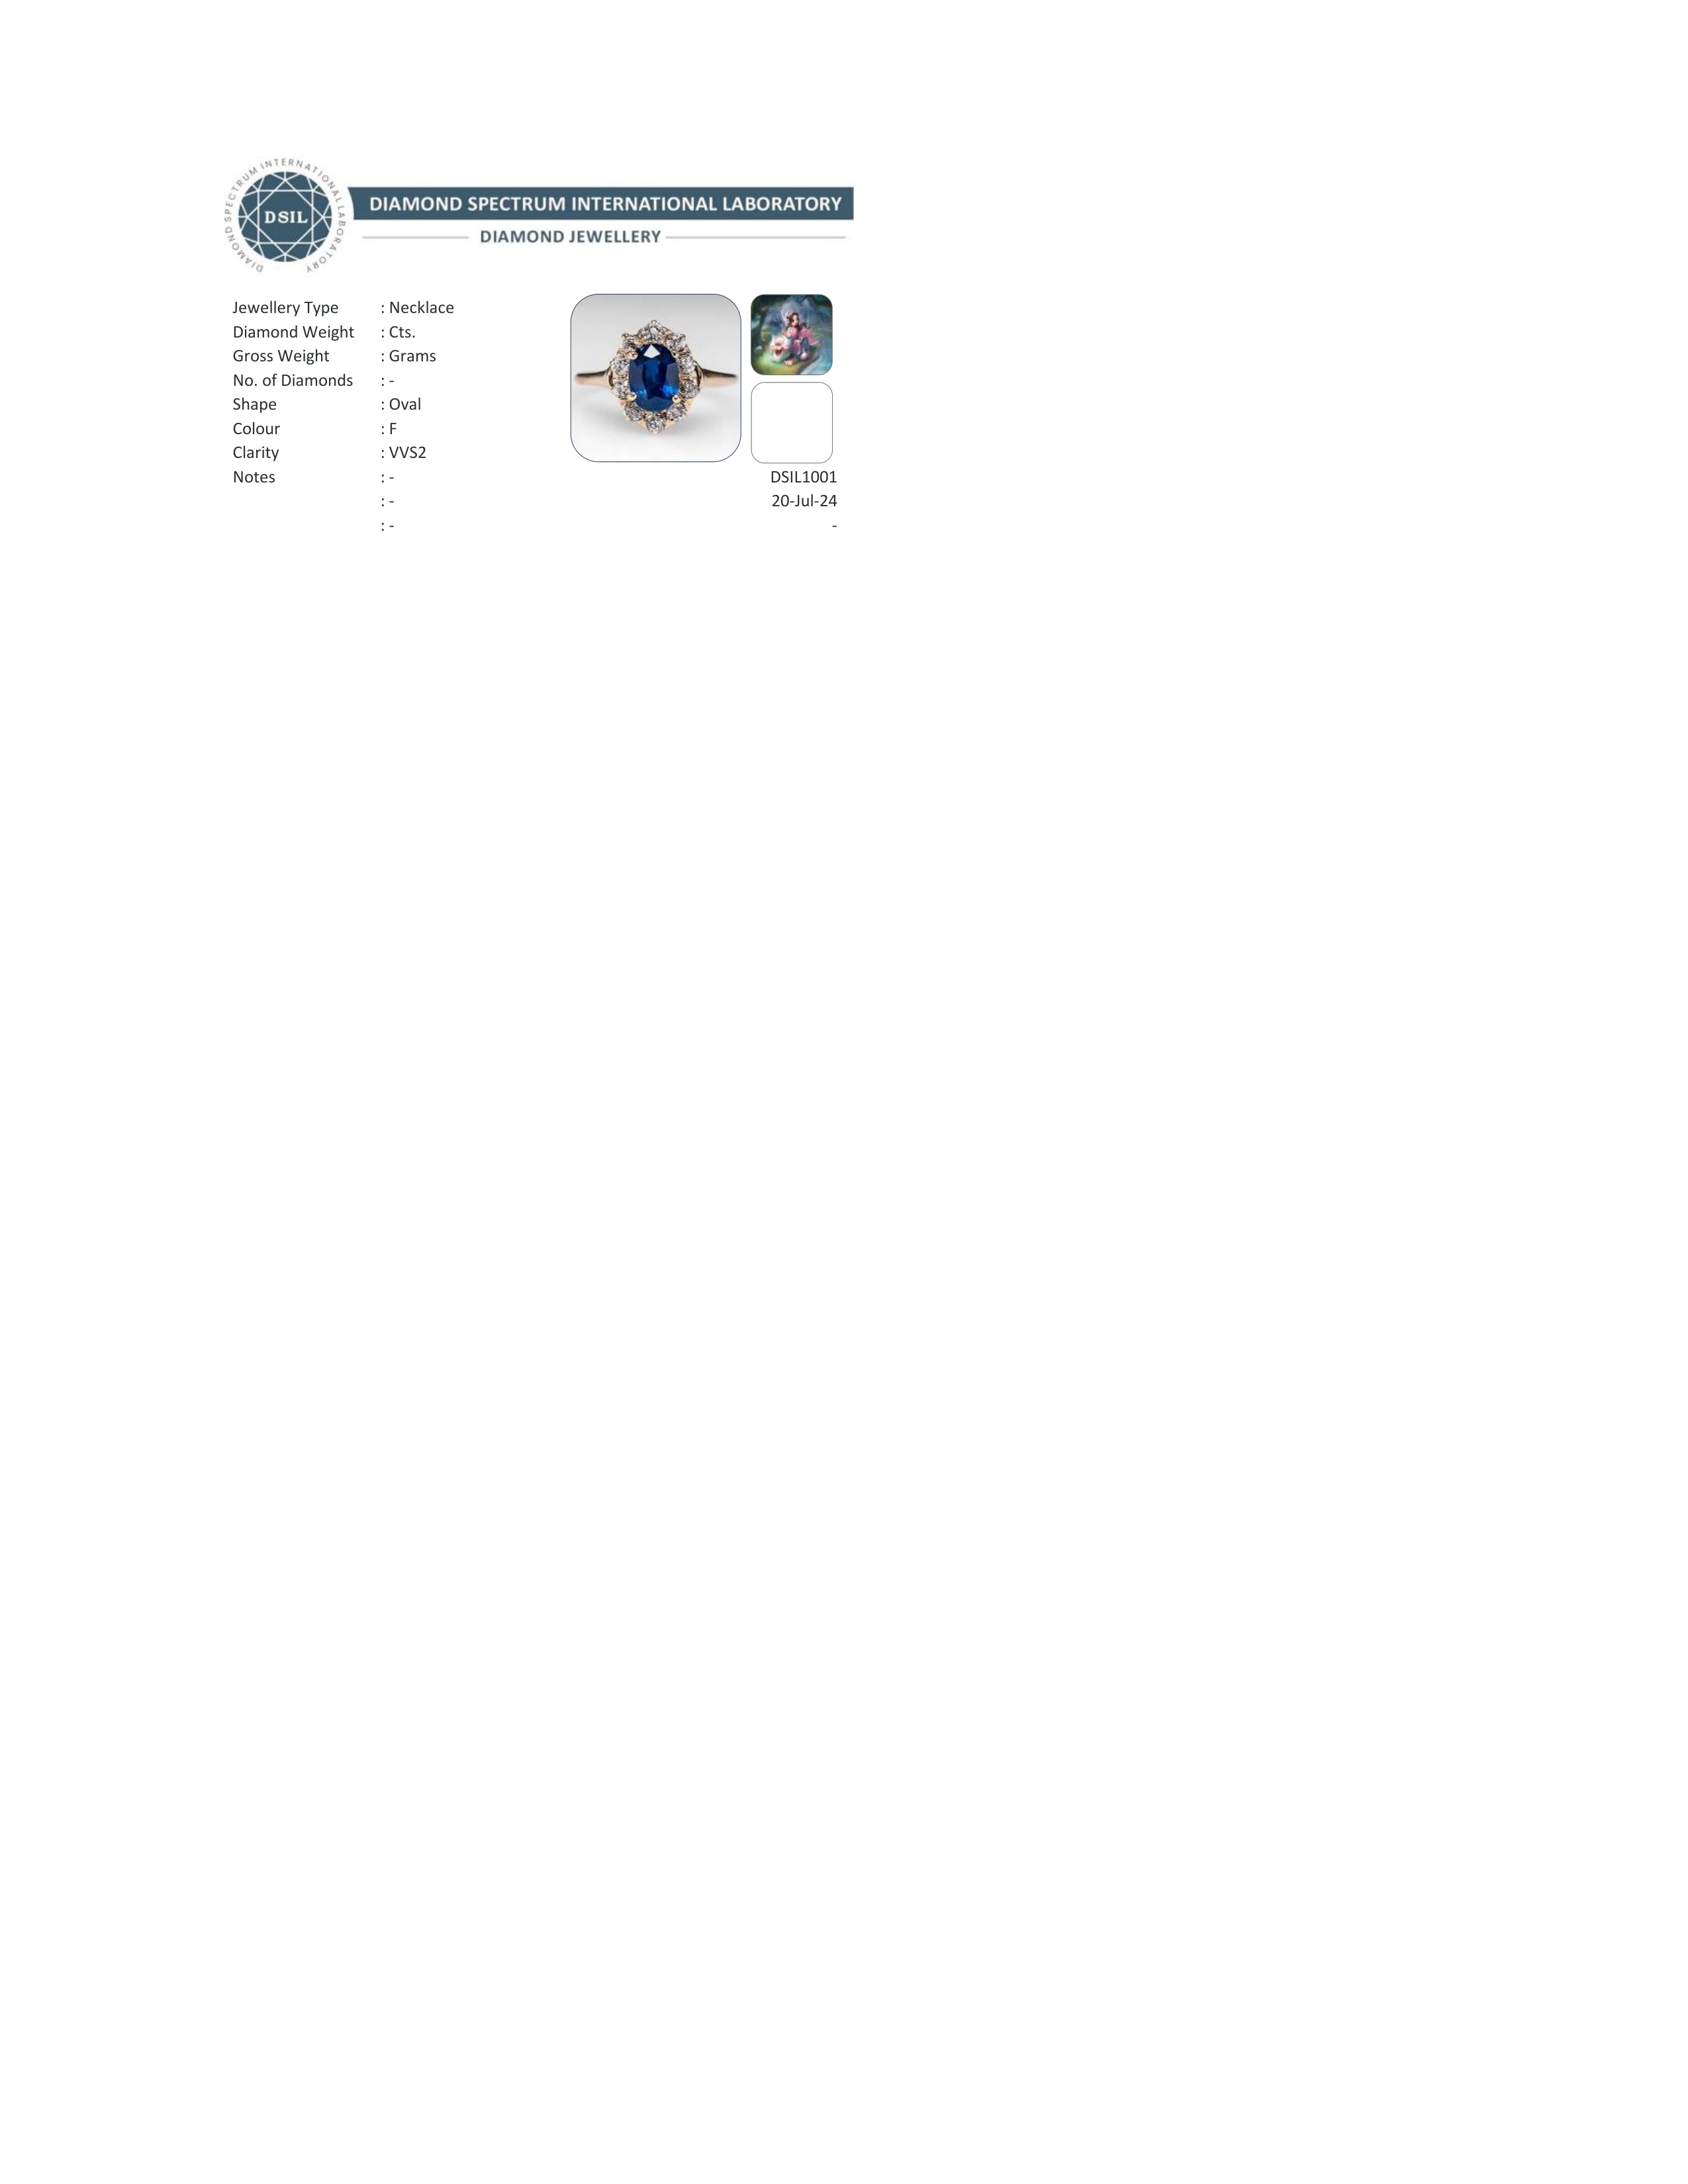 DIAMOND SPECTRUM INTERNATIONAL LABORATORY
DSIL
DIAMOND SPECTRUM INTERNATIONAL LABORATORY
DIAMOND JEWELLERY
Jewellery Type : Necklace
Diamond Weight : Cts.
Gross Weight : Grams
No. of Diamonds : -
Shape : Oval
Colour : F
Clarity : VVS2
Notes : - DSIL1001
: - 20-Jul-24
: - -